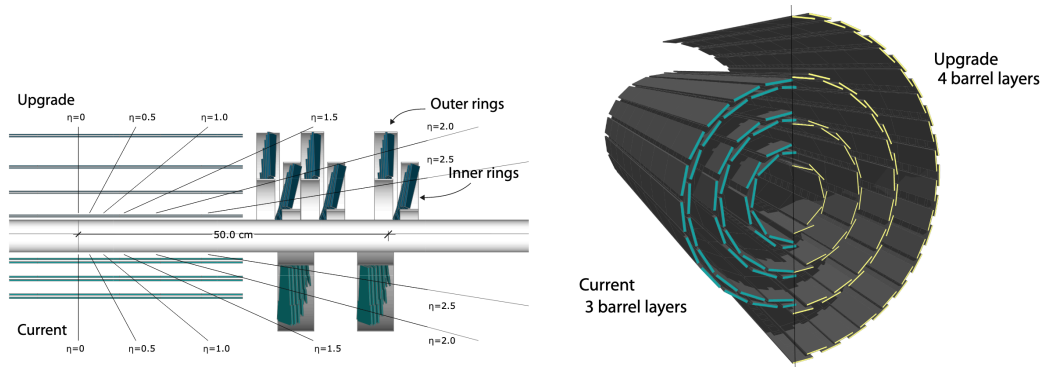 Upgrade
η=0
η=0.5
η=1.0
η=1.5
Outer rings
η=2.0
η=2.5
Inner rings
50.0 cm
η=2.5
Current
η=0
η=0.5
η=1.0
η=1.5
η=2.0
Upgrade
4 barrel layers
Current
3 barrel layers